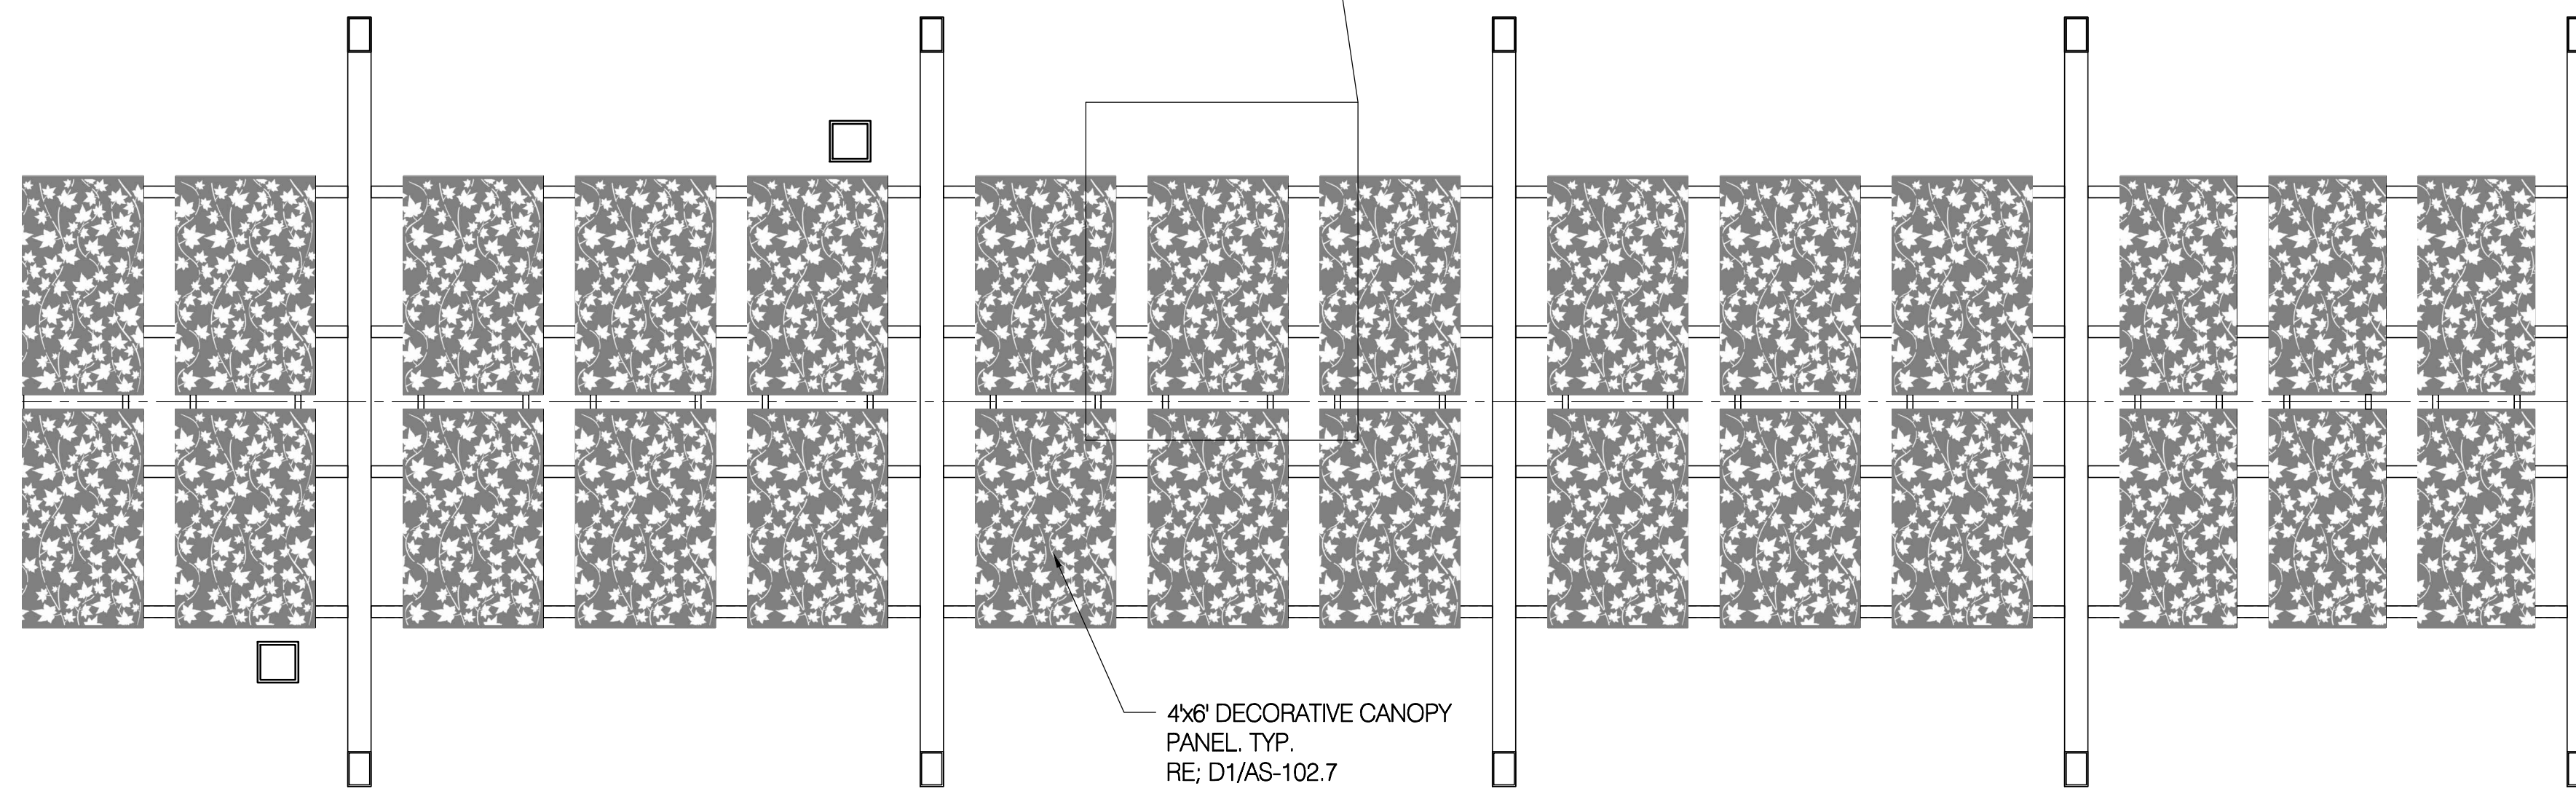 4'x6' DECORATIVE CANOPY
PANEL. TYP.
RE; D1/AS-102.7